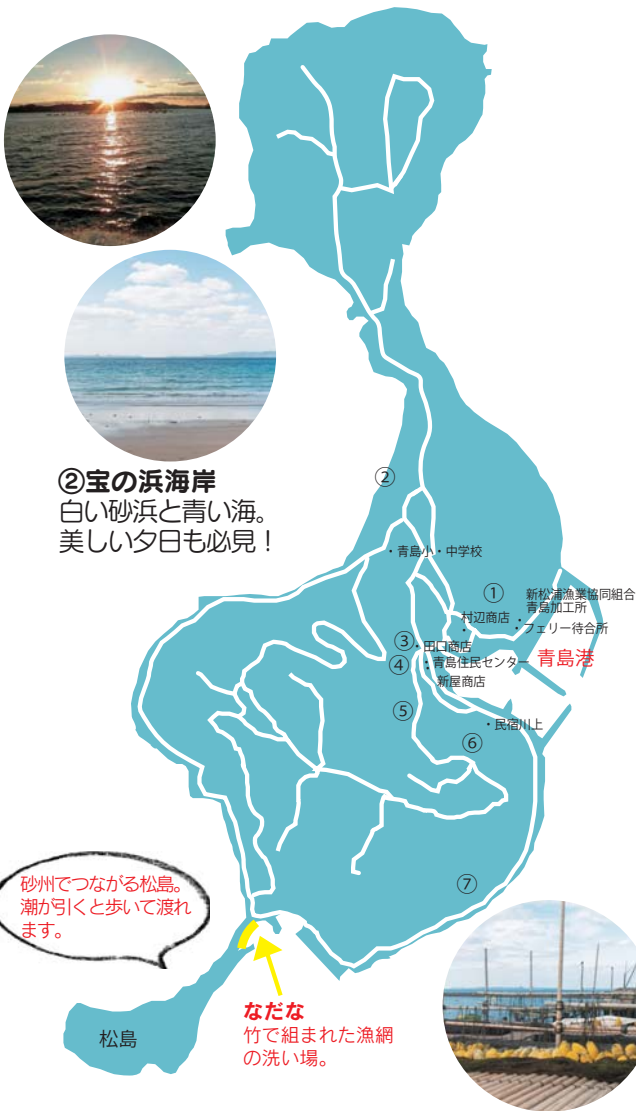 ②宝の浜海岸
白い砂浜と青い海。
美しい夕日も必見！
②
・青島小・中学校
①
新松浦漁業協同組合
青島加工所
村辺商店
・フェリー待合所
③
・田口商店
④
・青島住民センター
青島港
新屋商店
⑤
・民宿川上
⑥
⑦
砂州でつながる松島。
潮が引くと歩いて渡れ
ます。
なだな
竹で組まれた漁網
の洗い場。
松島